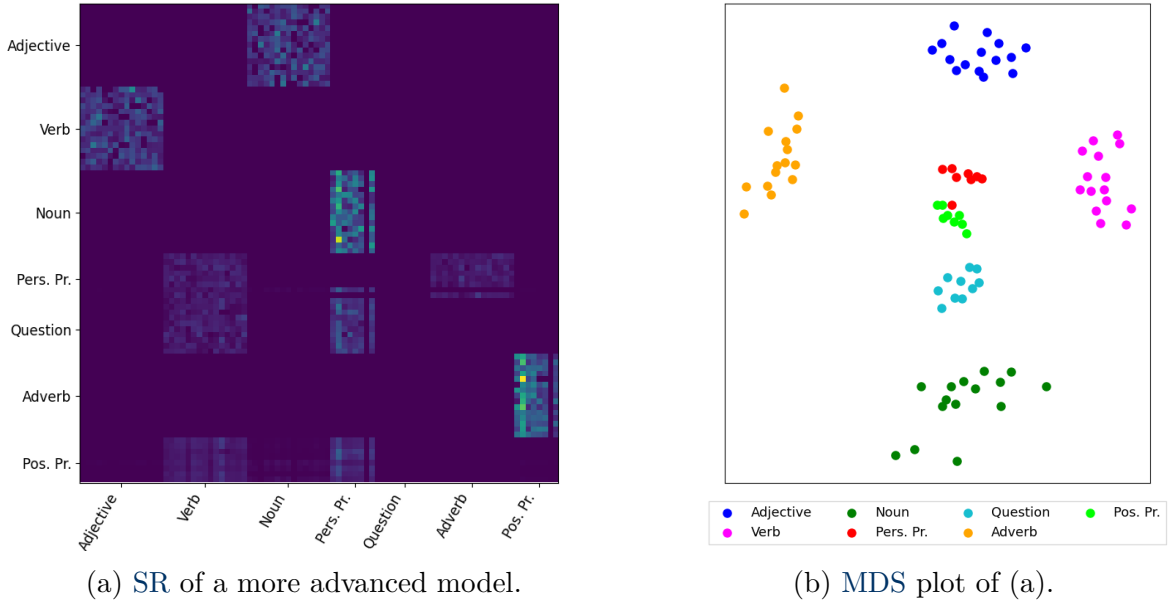 Adjective
Verb
Noun
Pers. Pr.
Question
Adverb
Pos. Pr.
Adjective
Verb
Noun
Pers. Pr.
Question
Adverb
Pos. Pr.
Adjective Noun Question Pos. Pr.
Verb Pers. Pr. Adverb
(a) SR of a more advanced model.
(b) MDS plot of (a).